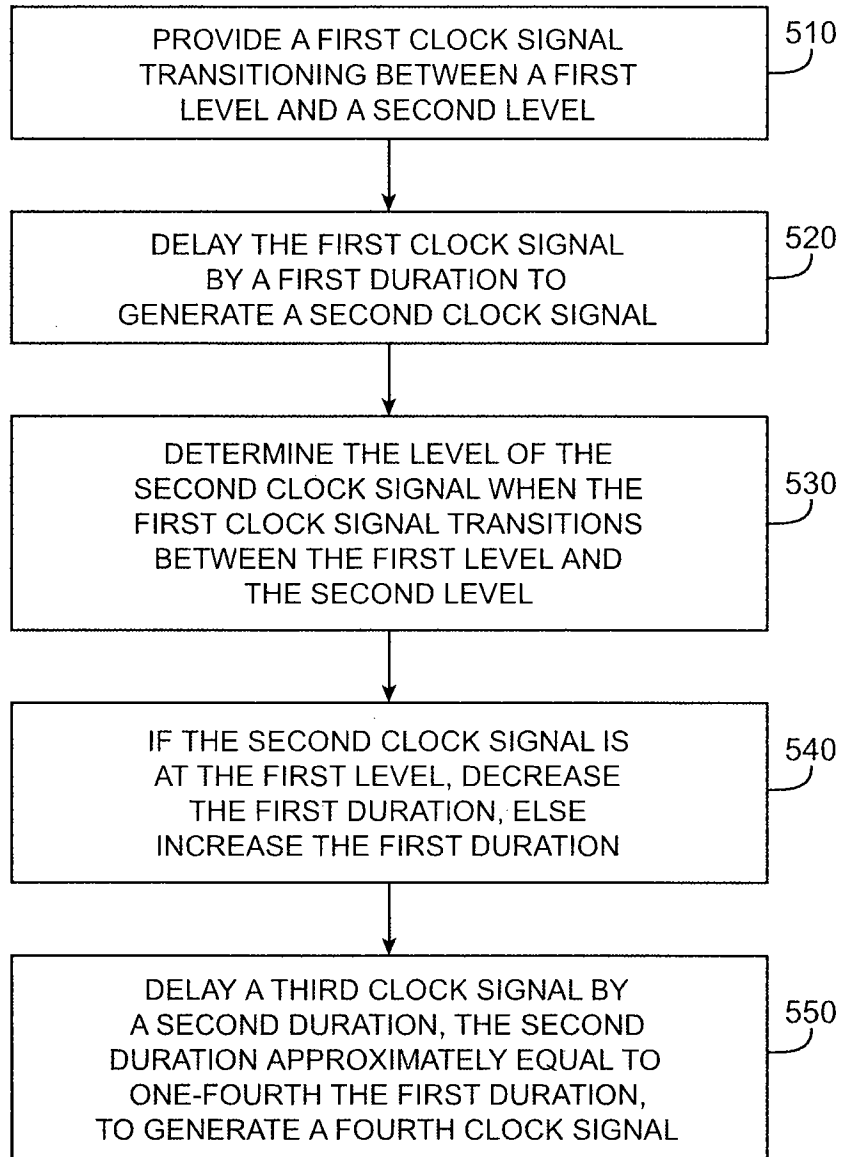 PROVIDE A FIRST CLOCK SIGNAL
TRANSITIONING BETWEEN A FIRST
LEVEL AND A SECOND LEVEL
510
DELAY THE FIRST CLOCK SIGNAL
BY A FIRST DURATION TO
GENERATE A SECOND CLOCK SIGNAL
520
DETERMINE THE LEVEL OF THE
SECOND CLOCK SIGNAL WHEN THE
FIRST CLOCK SIGNAL TRANSITIONS
BETWEEN THE FIRST LEVEL AND
THE SECOND LEVEL
530
IF THE SECOND CLOCK SIGNAL IS
AT THE FIRST LEVEL, DECREASE
THE FIRST DURATION, ELSE
INCREASE THE FIRST DURATION
540
DELAY A THIRD CLOCK SIGNAL BY
A SECOND DURATION, THE SECOND
DURATION APPROXIMATELY EQUAL TO
ONE-FOURTH THE FIRST DURATION,
TO GENERATE A FOURTH CLOCK SIGNAL
550